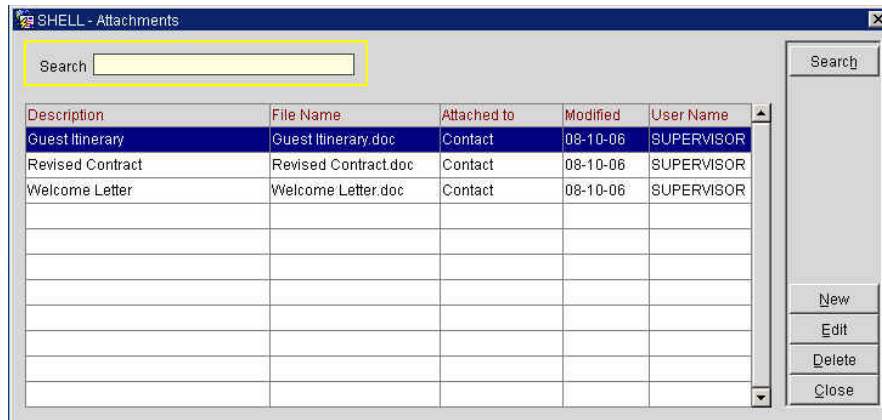 SHELL - Attachments
Search
Search
Description File Name Attached to Modified User Name
Guest Itinerary Guest Itinerary.doc Contact 08-10-06 SUPERVISOR
Revised Contract Revised Contract.doc Contact 08-10-06 SUPERVISOR
Welcome Letter Welcome Letter.doc Contact 08-10-06 SUPERVISOR
New
Edit
Delete
Close